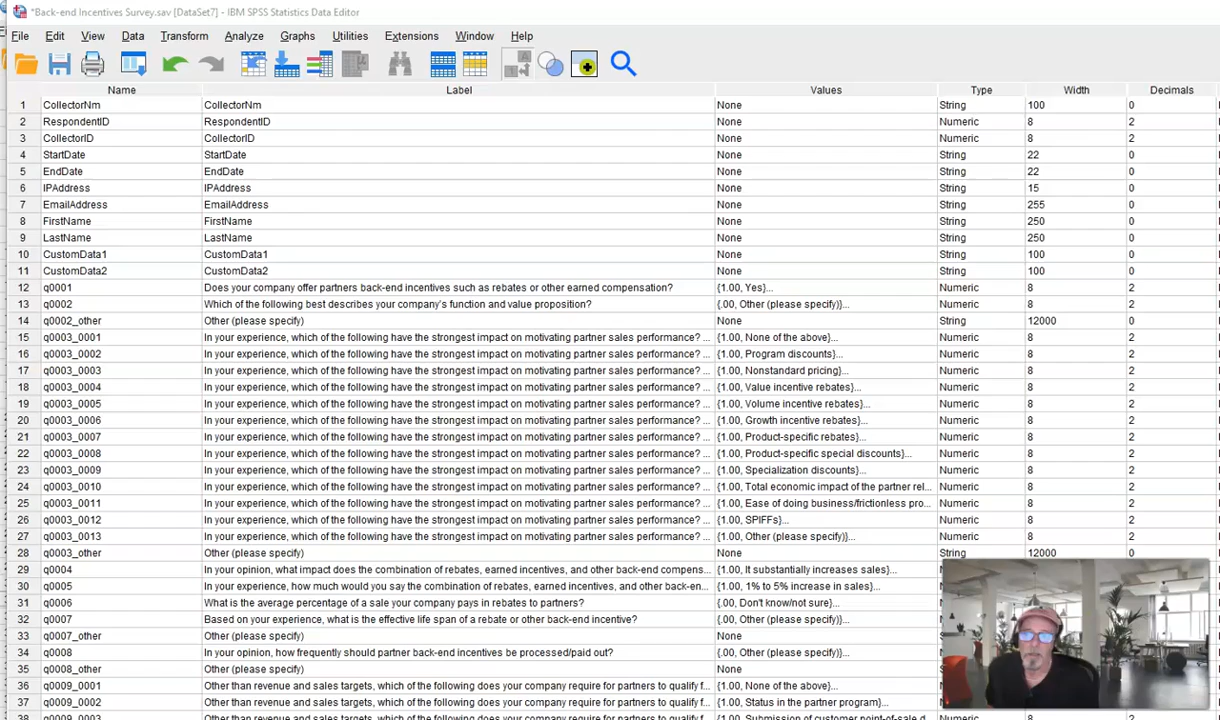 *Back-end Incentives Survey.sav [DataSet7] - IBM SPSS Statistics Data Editor
File Edit View Data Transform Analyze Graphs Utilities Extensions Window Help
Name Label Values Type Width Decimals
1 CollectorNm CollectorNm None String 100 0
2 RespondentID RespondentID None Numeric 8 2
3 CollectorID CollectorID None Numeric 8 2
4 StartDate StartDate None String 22 0
5 EndDate EndDate None String 22 0
6 IPAddress IPAddress None String 15 0
7 EmailAddress EmailAddress None String 255 0
8 FirstName FirstName None String 250 0
9 LastName LastName None String 250 0
10 CustomData1 CustomData1 None String 100 0
11 CustomData2 CustomData2 None String 100 0
12 q0001 Does your company offer partners back-end incentives such as rebates or other earned compensation? {1.00, Yes}... Numeric 8 2
13 q0002 Which of the following best describes your company's function and value proposition? {.00, Other (please specify)... Numeric 8 2
14 q0002_other Other (please specify) None String 12000 0
15 q0003_0001 In your experience, which of the following have the strongest impact on motivating partner sales performance? ... {1.00, None of the above}... Numeric 8 2
16 q0003_0002 In your experience, which of the following have the strongest impact on motivating partner sales performance? ... {1.00, Program discounts}... Numeric 8 2
17 q0003_0003 In your experience, which of the following have the strongest impact on motivating partner sales performance? ... {1.00, Nonstandard pricing}... Numeric 8 2
18 q0003_0004 In your experience, which of the following have the strongest impact on motivating partner sales performance? ... {1.00, Value incentive rebates}... Numeric 8 2
19 q0003_0005 In your experience, which of the following have the strongest impact on motivating partner sales performance? ... {1.00, Volume incentive rebates}... Numeric 8 2
20 q0003_0006 In your experience, which of the following have the strongest impact on motivating partner sales performance? ... {1.00, Growth incentive rebates}... Numeric 8 2
21 q0003_0007 In your experience, which of the following have the strongest impact on motivating partner sales performance? ... {1.00, Product-specific rebates}... Numeric 8 2
22 q0003_0008 In your experience, which of the following have the strongest impact on motivating partner sales performance? ... {1.00, Product-specific special discounts}... Numeric 8 2
23 q0003_0009 In your experience, which of the following have the strongest impact on motivating partner sales performance? ... {1.00, Specialization discounts}... Numeric 8 2
24 q0003_0010 In your experience, which of the following have the strongest impact on motivating partner sales performance? ... {1.00, Total economic impact of the partner rel... Numeric 8 2
25 q0003_0011 In your experience, which of the following have the strongest impact on motivating partner sales performance? ... {1.00, Ease of doing business/frictionless pro... Numeric 8 2
26 q0003_0012 In your experience, which of the following have the strongest impact on motivating partner sales performance? ... {1.00, SPIFFs}... Numeric 8 2
27 q0003_0013 In your experience, which of the following have the strongest impact on motivating partner sales performance? ... {1.00, Other (please specify)}... Numeric 8 2
28 q0003_other Other (please specify) None String 12000 0
29 q0004 In your opinion, what impact does the combination of rebates, earned incentives, and other back-end compens... {1.00, It substantially increases sales}...
30 q0005 In your experience, how much would you say the combination of rebates, earned incentives, and other back-en... {1.00, 1% to 5% increase in sales}...
31 q0006 What is the average percentage of a sale your company pays in rebates to partners? {.00, Don't know/not sure}...
32 q0007 Based on your experience, what is the effective life span of a rebate or other back-end incentive? {.00, Other (please specify)}...
33 q0007_other Other (please specify) None
34 q0008 In your opinion, how frequently should partner back-end incentives be processed/paid out? {.00, Other (please specify)}...
35 q0008_other Other (please specify) None
36 q0009_0001 Other than revenue and sales targets, which of the following does your company require for partners to qualify f... {1.00, None of the above}...
37 q0009_0002 Other than revenue and sales targets, which of the following does your company require for partners to qualify f... {1.00, Status in the partner program}...
38 q0009_0003 Other than revenue and sales targets, which of the following does your company require for partners to qualify f... {1.00, Submission of customer point-of-sale d... Numeric 8 2